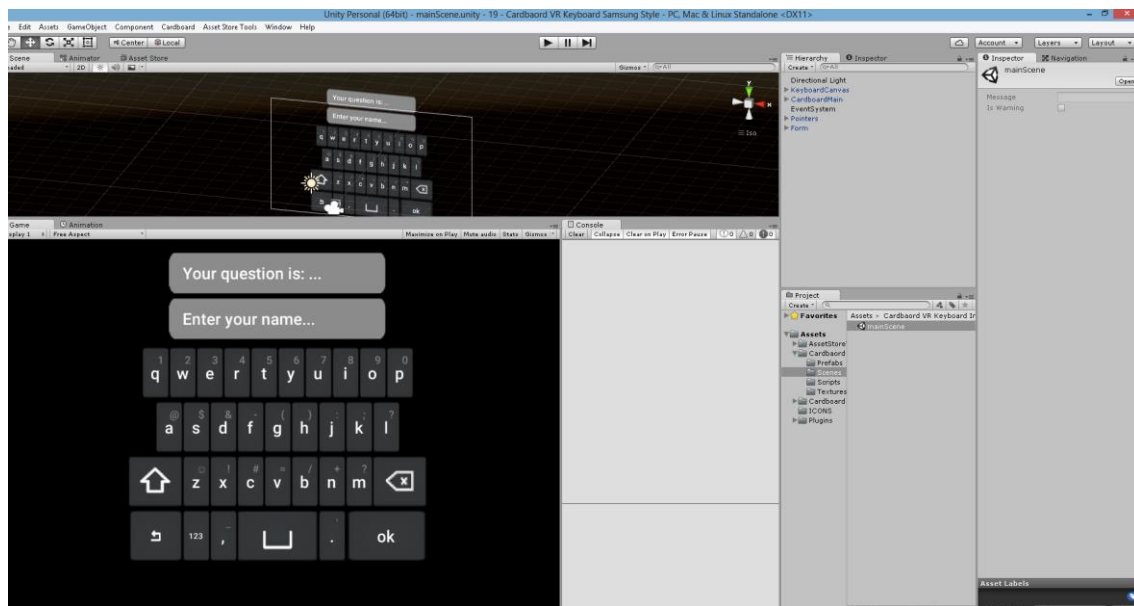 Unity Personal (64bit) - mainScene.unity - 19 - Cardbaord VR Keyboard Samsung Style - PC, Mac & Linux Standalone <DX11>
Edit Assets GameObject Component Cardboard Asset Store Tools Window Help
Center Local Account Layers Layout
Scene Animator Asset Store
2D Gizmos All
Your question is: ...
Enter your name...
q w e r t y u i o p
a s d f g h j k l
z x c v b n m
ok
y
x
Iso
Game Animation
Free Aspect Maximize on Play Mute audio Stats Gizmos
Your question is: ...
Enter your name...
1 2 3 4 5 6 7 8 9 0
q w e r t y u i o p
@ $ & - ( ) : ; ?
a s d f g h j k l
! # = / + ?
z x c v b n m
123 , . ok
Console
Clear Collapse Clear on Play Error Pause 0 0 0
Hierarchy Inspector
Create All
Directional Light
KeyboardCanvas
CardboardMain
EventSystem
Pointers
Form
Project
Create
Favorites
Assets
AssetStore
Cardbaord
Prefabs
Scenes
Scripts
Textures
Cardboard
ICONS
Plugins
Assets Cardbaord VR Keyboard In
mainScene
Inspector Navigation
mainScene
Open
Message
Is Warning
Asset Labels